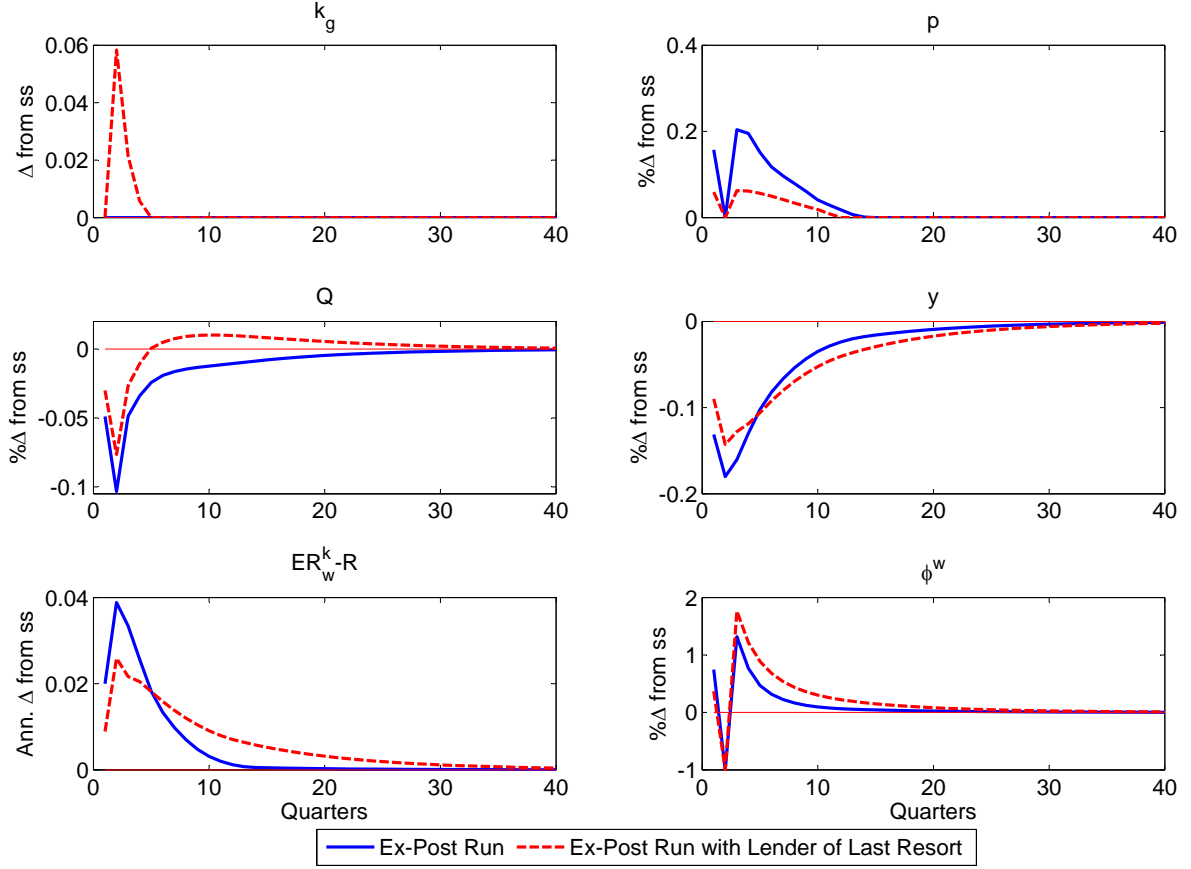 k_g
Δ from ss
0.06
0.04
0.02
0
0 10 20 30 40
p
%Δ from ss
0.4
0.2
0
0 10 20 30 40
Q
%Δ from ss
0
-0.05
-0.1
0 10 20 30 40
y
%Δ from ss
0
-0.1
-0.2
0 10 20 30 40
ER_w^k-R
Ann. Δ from ss
0.04
0.02
0
0 10 20 30 40
Quarters
ϕ^w
%Δ from ss
2
1
0
-1
0 10 20 30 40
Quarters
Ex-Post Run Ex-Post Run with Lender of Last Resort